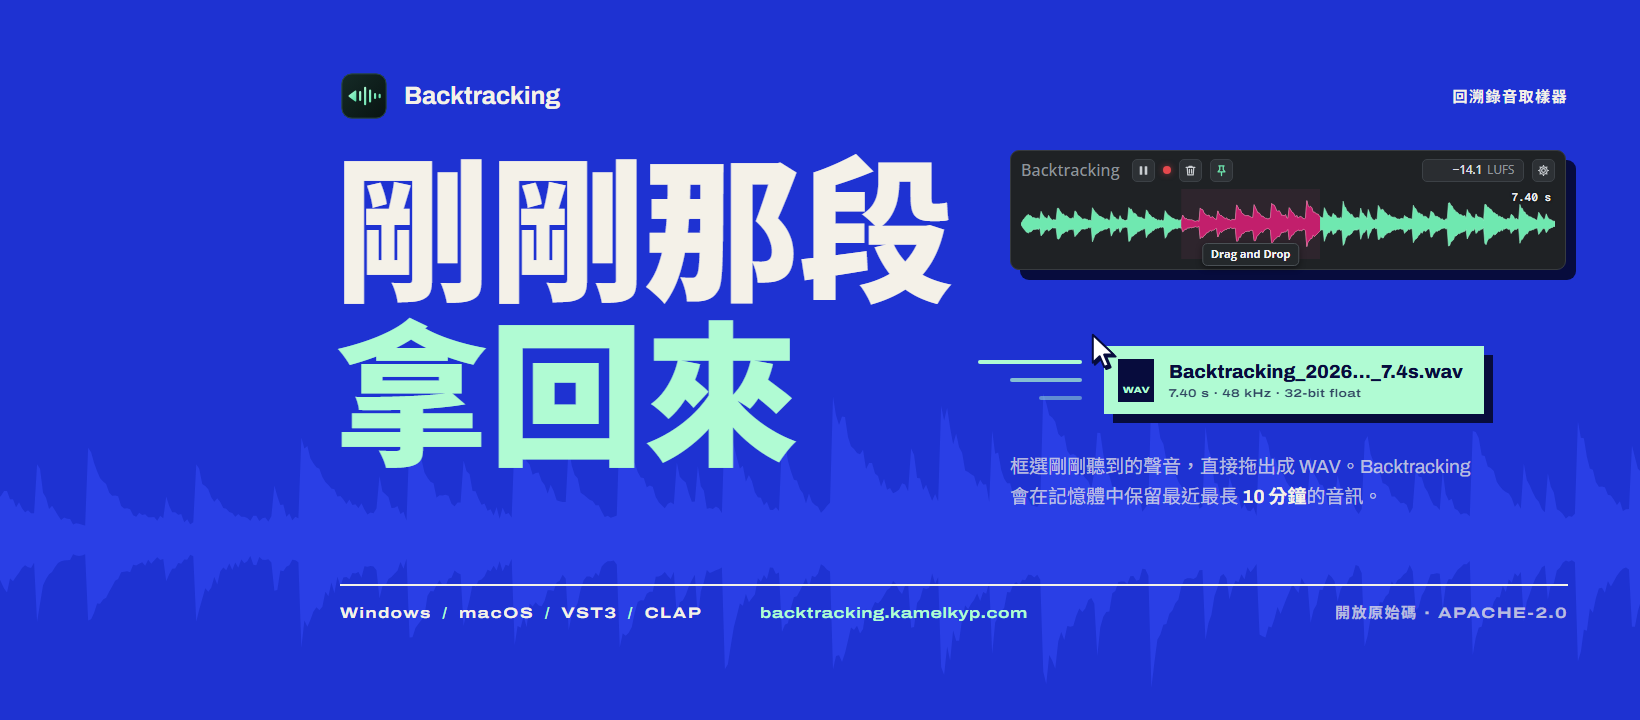 Backtracking
回溯錄音取樣器
剛剛那段
拿回來
Backtracking
−14.1 LUFS
7.40 s
Drag and Drop
WAV
Backtracking_2026..._7.4s.wav
7.40 s · 48 kHz · 32-bit float
框選剛剛聽到的聲音，直接拖出成 WAV。Backtracking
會在記憶體中保留最近最長 10 分鐘的音訊。
Windows / macOS / VST3 / CLAP
backtracking.kamelkyp.com
開放原始碼 · APACHE-2.0